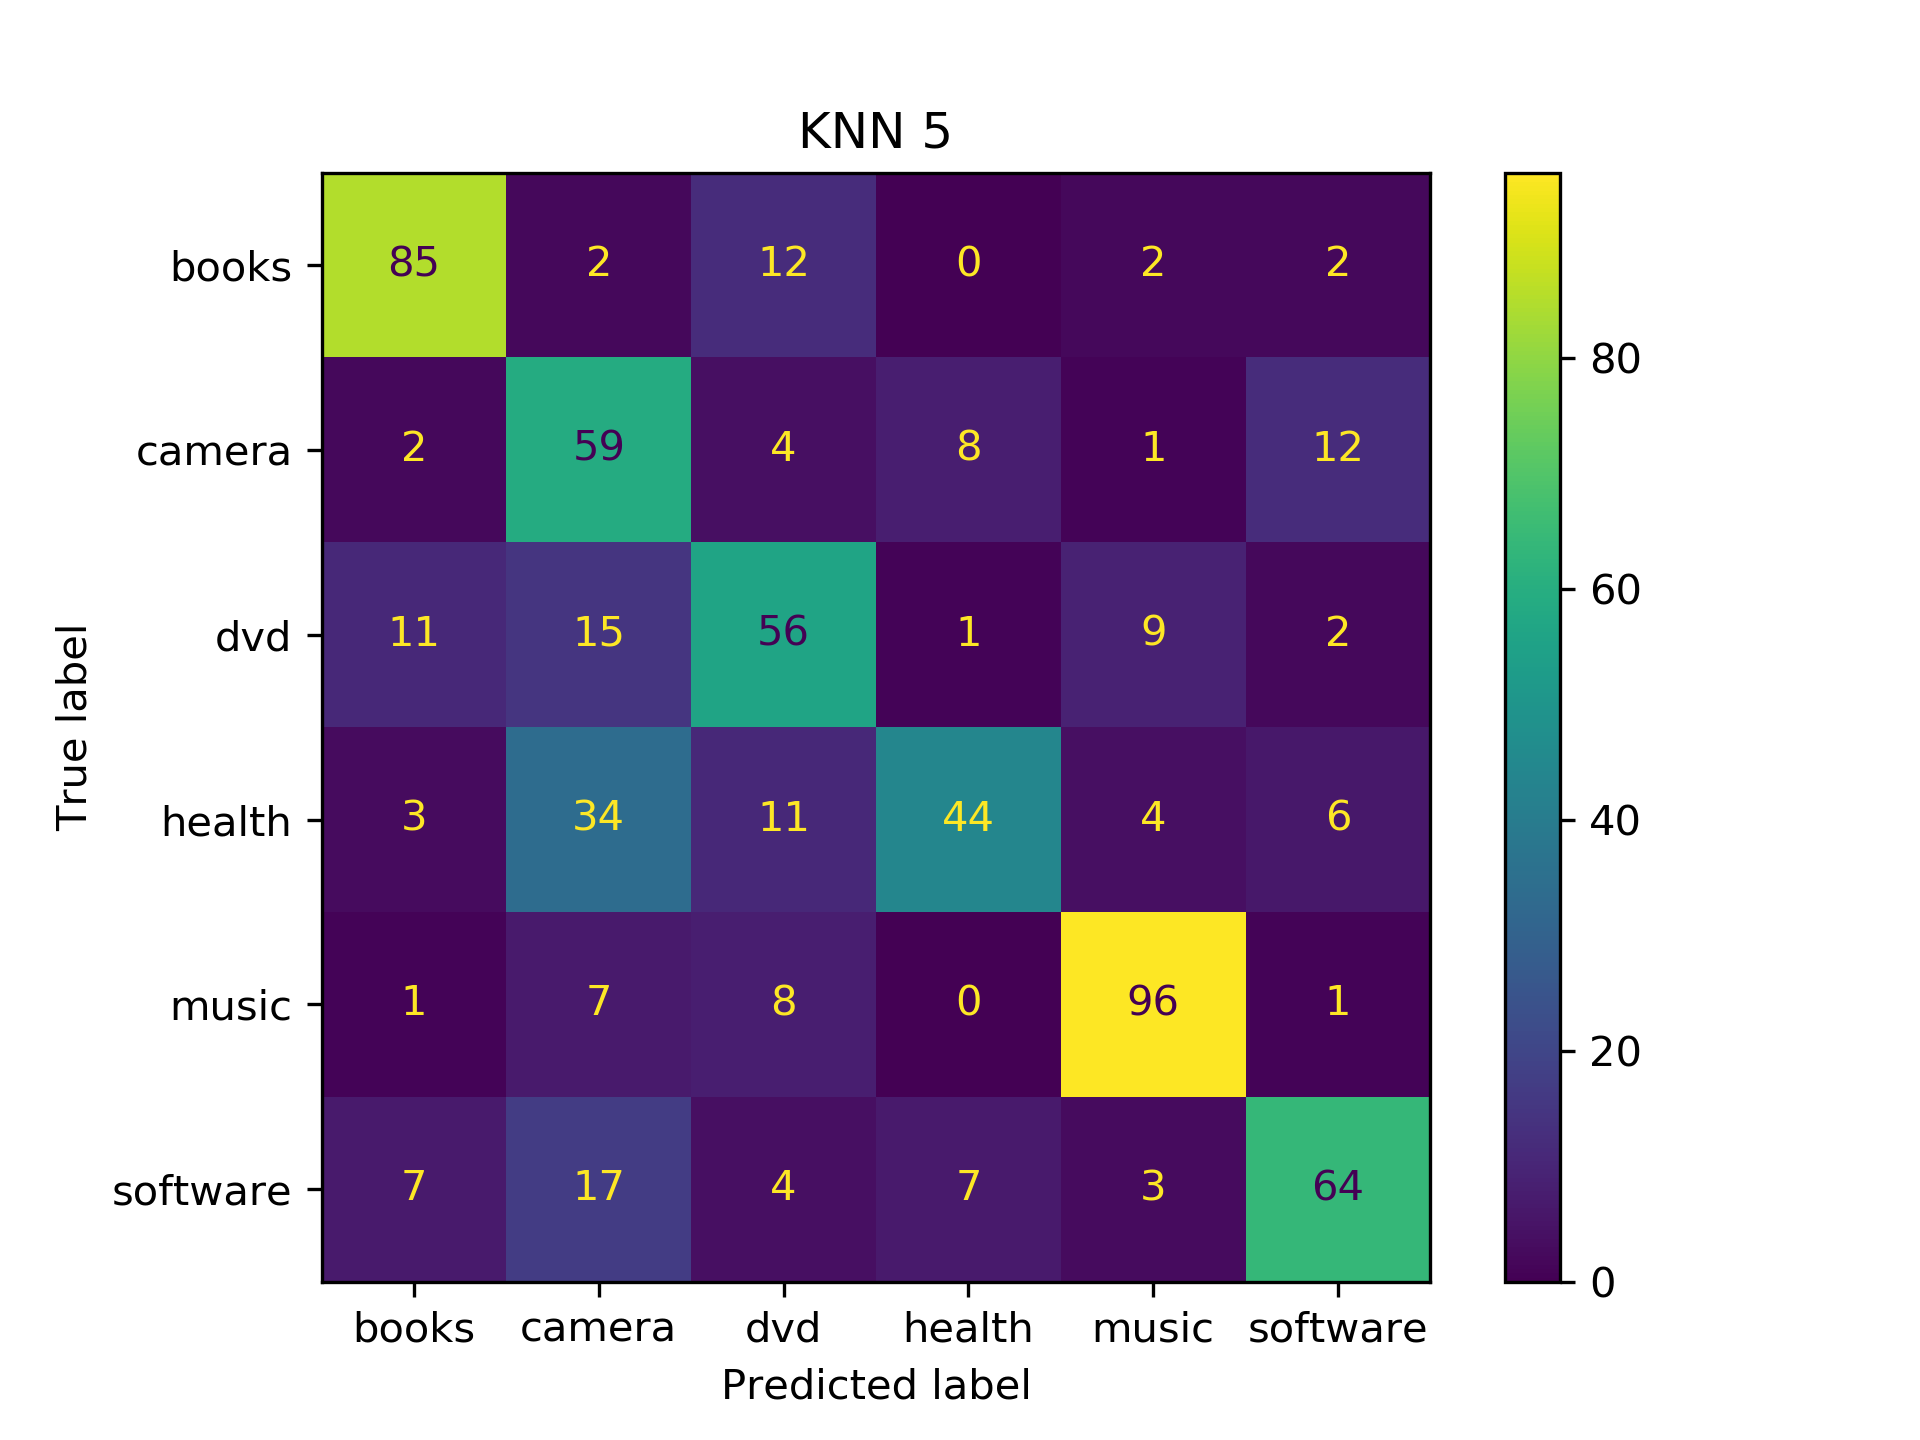 KNN 5
books 85 2 12 0 2 2
camera 2 59 4 8 1 12
dvd 11 15 56 1 9 2
health 3 34 11 44 4 6
music 1 7 8 0 96 1
software 7 17 4 7 3 64
books camera dvd health music software
Predicted label
True label
80
60
40
20
0